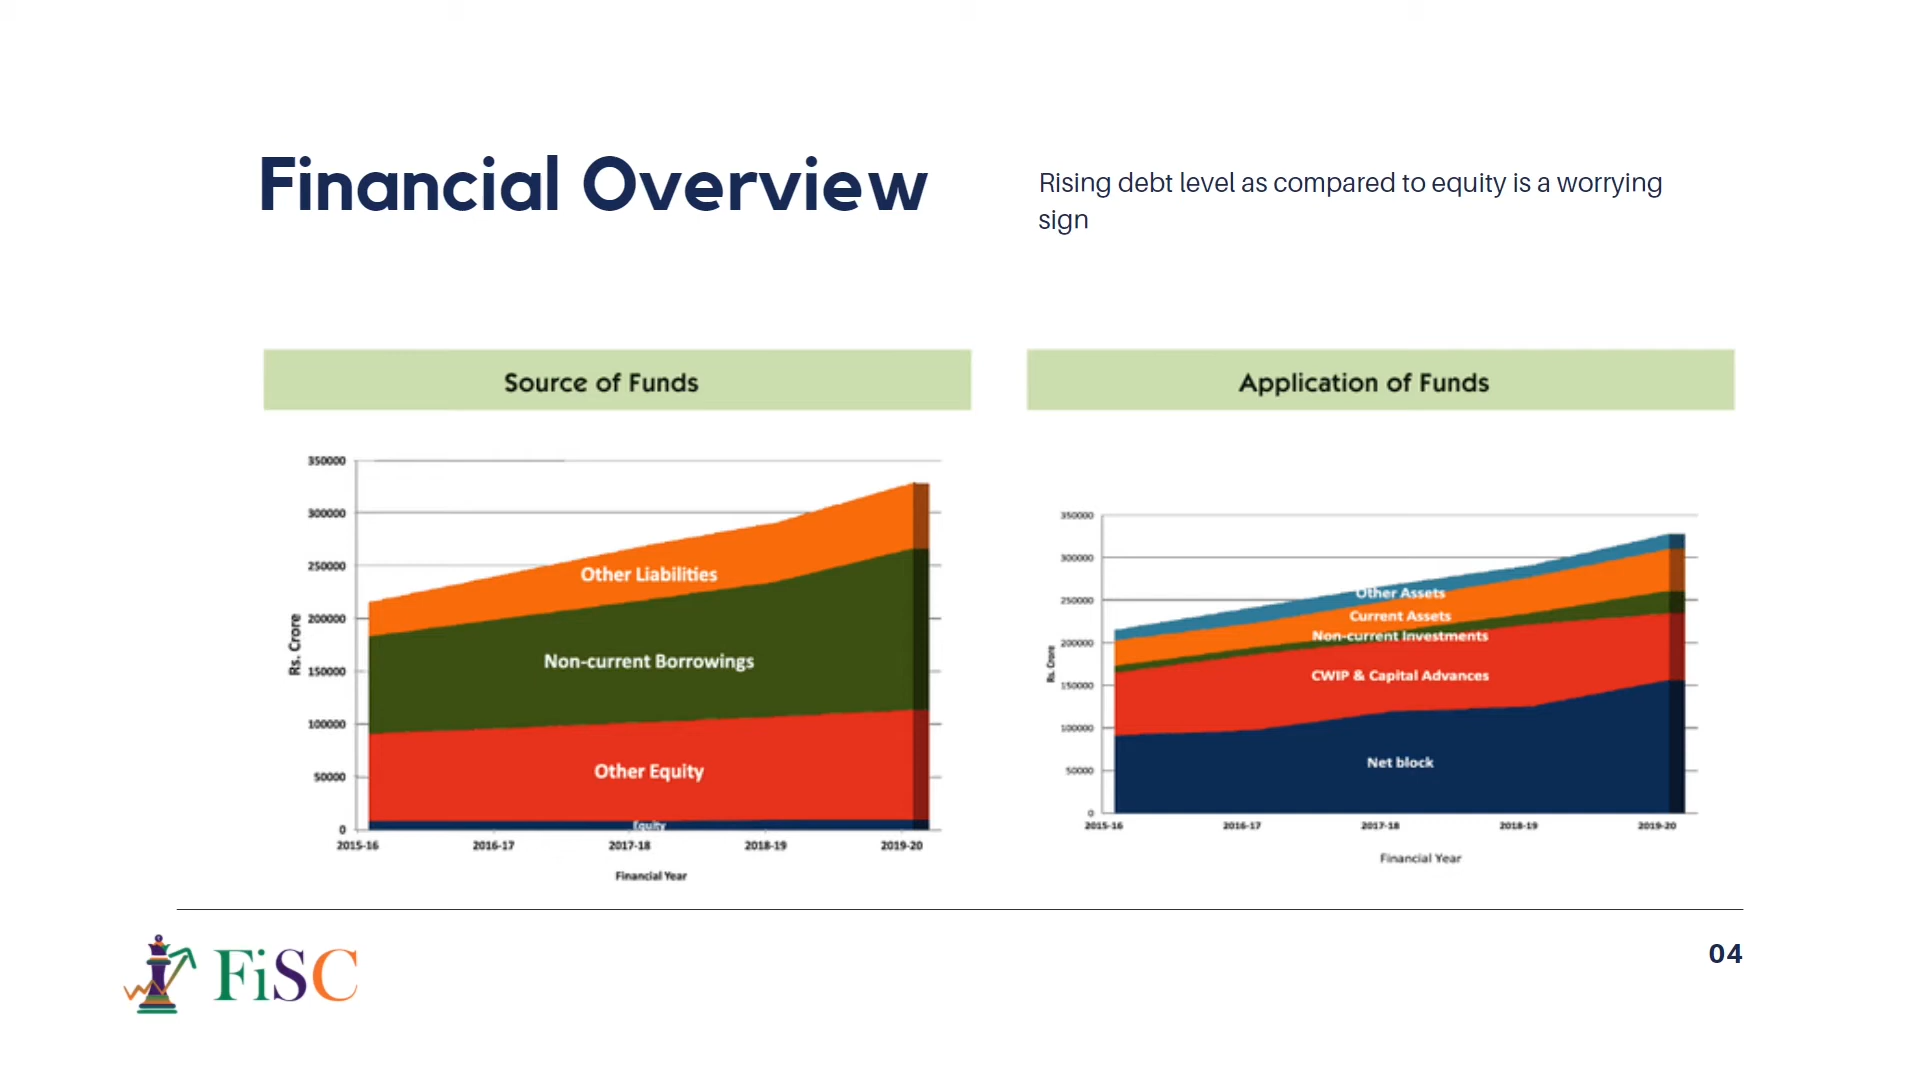 Financial Overview
Rising debt level as compared to equity is a worrying
sign
Source of Funds
350000
300000
250000
200000
150000
100000
50000
0
Rs. Crore
Other Liabilities
Non-current Borrowings
Other Equity
Equity
2015-16 2016-17 2017-18 2018-19 2019-20
Financial Year
Application of Funds
350000
300000
250000
200000
150000
100000
50000
0
Rs. Crore
Other Assets
Current Assets
Non-current Investments
CWIP & Capital Advances
Net block
2015-16 2016-17 2017-18 2018-19 2019-20
Financial Year
FiSC
04